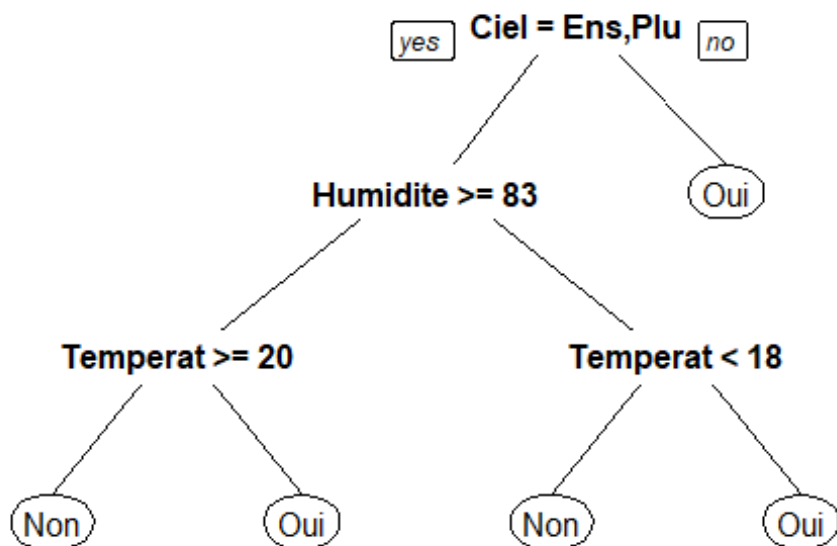 yes Ciel = Ens,Plu no
Humidite >= 83
Oui
Temperat >= 20
Temperat < 18
Non
Oui
Non
Oui